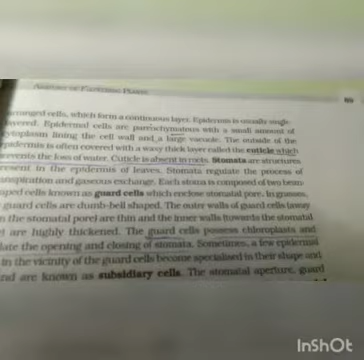 ANATOMY OF FLOWERING PLANTS
arranged cells, which form a continuous layer. Epidermis is usually single-
layered. Epidermal cells are parenchymatous with a small amount of
cytoplasm lining the cell wall and a large vacuole. The outside of the
epidermis is often covered with a waxy thick layer called the cuticle which
prevents the loss of water. Cuticle is absent in roots. Stomata are structures
present in the epidermis of leaves. Stomata regulate the process of
transpiration and gaseous exchange. Each stoma is composed of two bean-
shaped cells known as guard cells which enclose stomatal pore. In grasses,
guard cells are dumb-bell shaped. The outer walls of guard cells (away
the stomatal pore) are thin and the inner walls (towards the stomatal
are highly thickened. The guard cells possess chloroplasts and
late the opening and closing of stomata. Sometimes, a few epidermal
in the vicinity of the guard cells become specialised in their shape and
and are known as subsidiary cells. The stomatal aperture, guard
InShOt